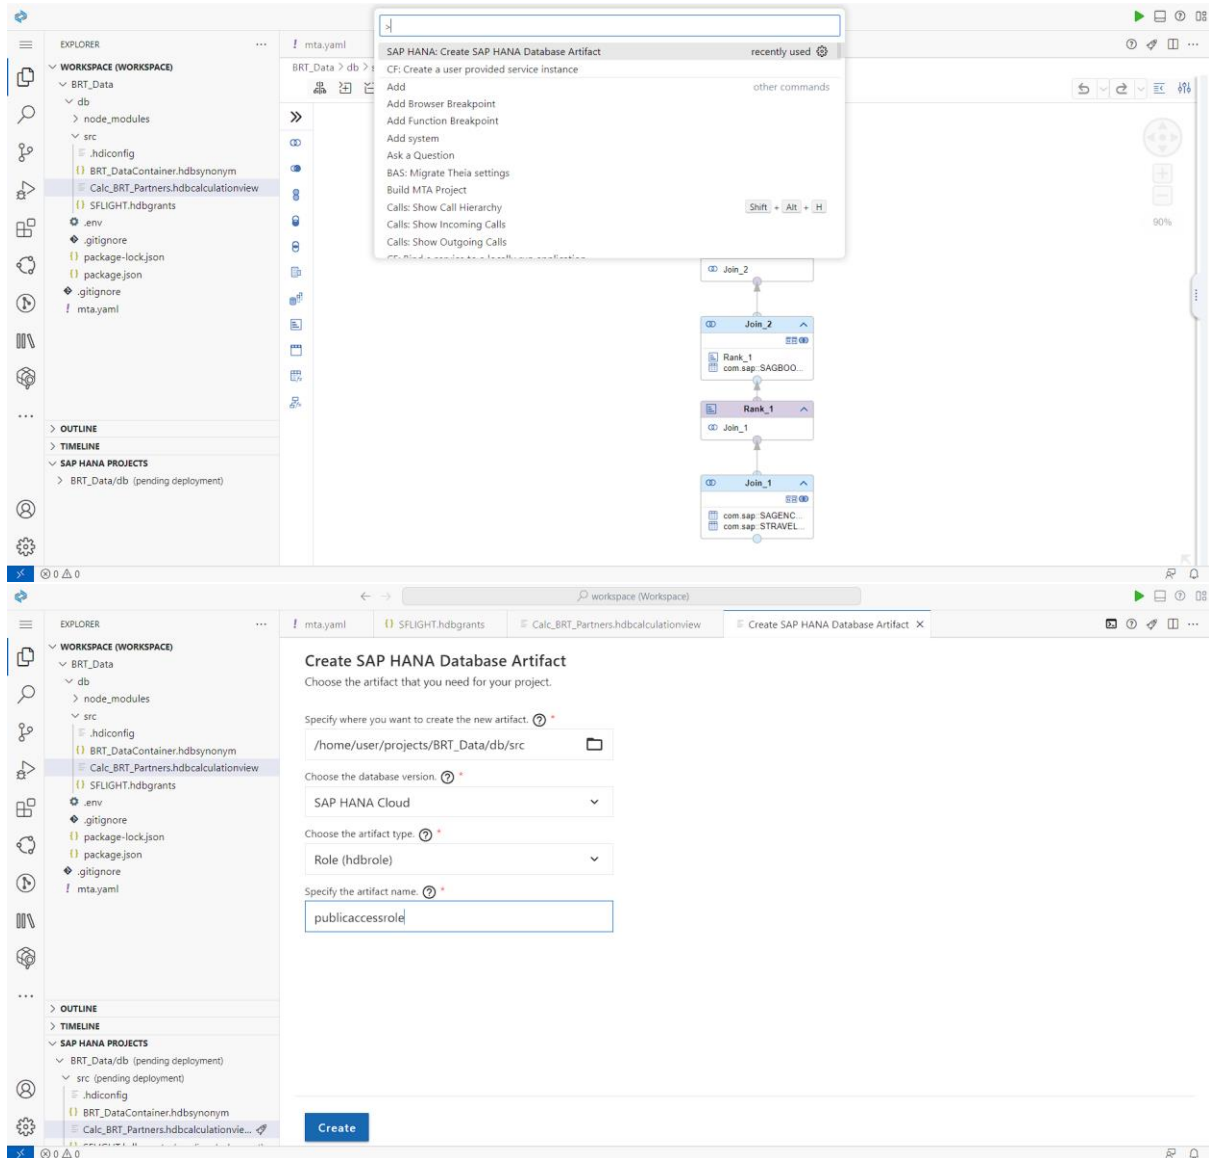 >
EXPLORER
! mta.yaml
SAP HANA: Create SAP HANA Database Artifact recently used
WORKSPACE (WORKSPACE)
BRT_Data > db >
CF: Create a user provided service instance
BRT_Data
Add other commands
db
Add Browser Breakpoint
node_modules
Add Function Breakpoint
src
Add system
.hdiconfig
Ask a Question
BRT_DataContainer.hdbsynonym
BAS: Migrate Theia settings
Calc_BRT_Partners.hdbcalculationview
Build MTA Project
SFLIGHT.hdbgrants
Calls: Show Call Hierarchy Shift + Alt + H
.env
Calls: Show Incoming Calls
90%
.gitignore
Calls: Show Outgoing Calls
package-lock.json
package.json
.gitignore
! mta.yaml
Join_2
Join_2
Rank_1
com.sap::SAGBOO...
Rank_1
Join_1
Join_1
com.sap::SAGENC...
com.sap::STRAVEL...
OUTLINE
TIMELINE
SAP HANA PROJECTS
BRT_Data/db (pending deployment)
0 0
workspace (Workspace)
EXPLORER
! mta.yaml
{} SFLIGHT.hdbgrants
Calc_BRT_Partners.hdbcalculationview
Create SAP HANA Database Artifact
WORKSPACE (WORKSPACE)
BRT_Data
db
node_modules
src
.hdiconfig
{} BRT_DataContainer.hdbsynonym
Calc_BRT_Partners.hdbcalculationview
{} SFLIGHT.hdbgrants
.env
.gitignore
{} package-lock.json
{} package.json
.gitignore
! mta.yaml
Create SAP HANA Database Artifact
Choose the artifact that you need for your project.
Specify where you want to create the new artifact. *
/home/user/projects/BRT_Data/db/src
Choose the database version. *
SAP HANA Cloud
Choose the artifact type. *
Role (hdbrole)
Specify the artifact name. *
publicaccessrole
OUTLINE
TIMELINE
SAP HANA PROJECTS
BRT_Data/db (pending deployment)
src (pending deployment)
.hdiconfig
{} BRT_DataContainer.hdbsynonym
Calc_BRT_Partners.hdbcalculationvie...
Create
0 0